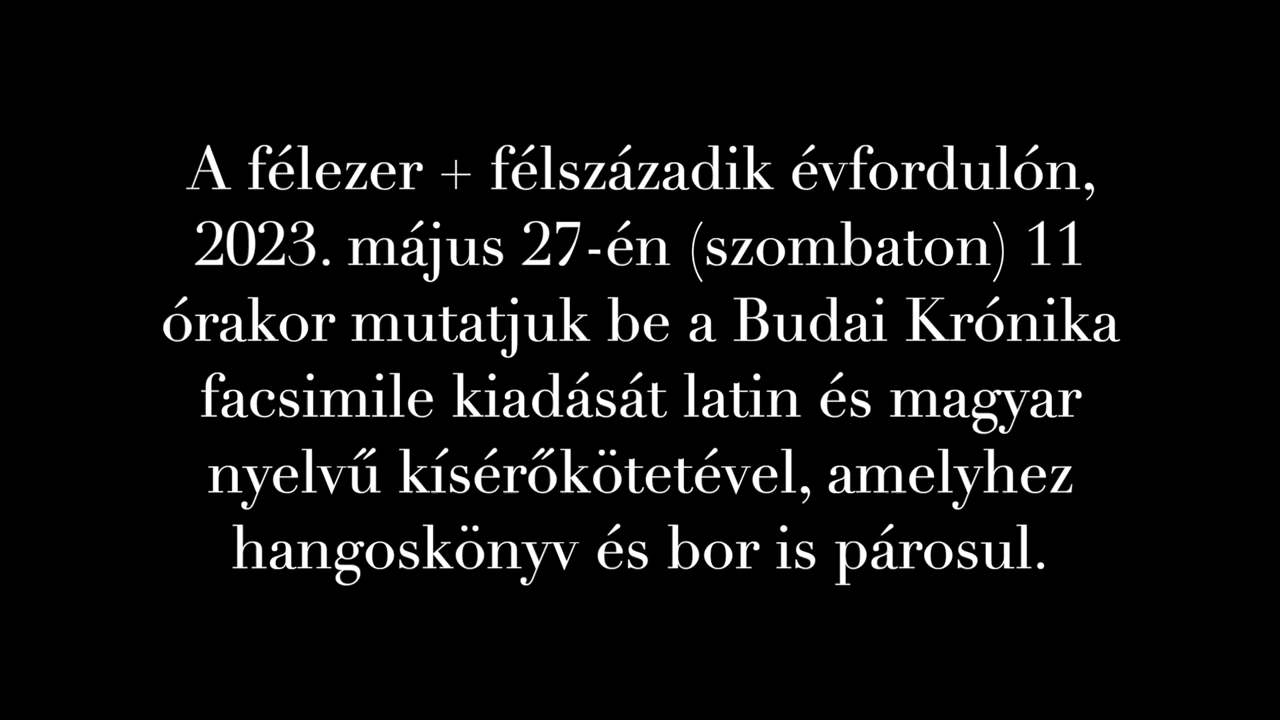 A félezer + félszázadik évfordulón,
2023. május 27-én (szombaton) 11
órakor mutatjuk be a Budai Krónika
facsimile kiadását latin és magyar
nyelvű kísérőkötetével, amelyhez
hangoskönyv és bor is párosul.